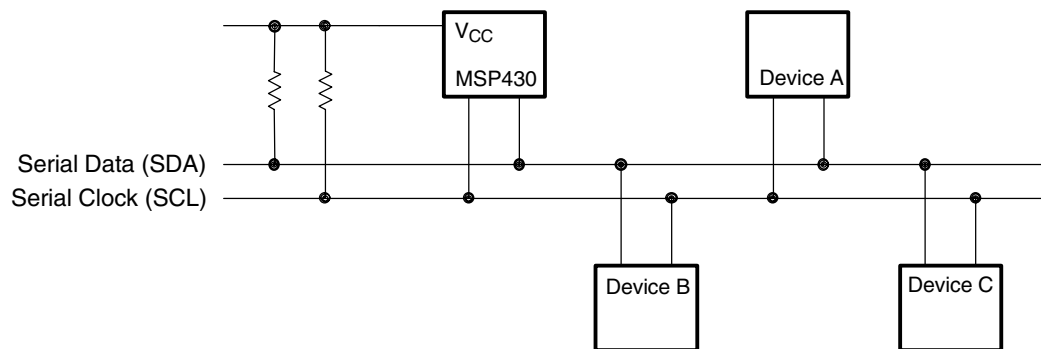 VCC
MSP430
Device A
Serial Data (SDA)
Serial Clock (SCL)
Device B
Device C